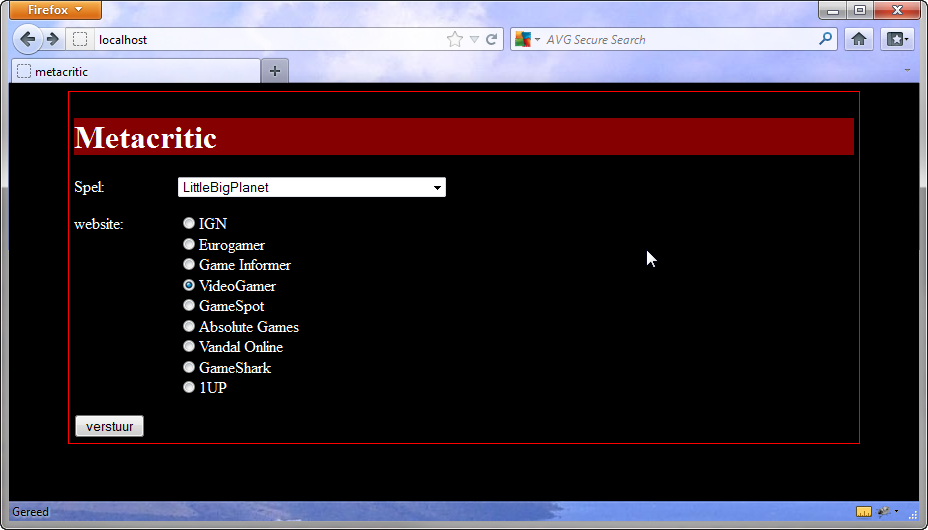 Firefox
localhost
AVG Secure Search
metacritic
Metacritic
Spel:
LittleBigPlanet
website:
IGN
Eurogamer
Game Informer
VideoGamer
GameSpot
Absolute Games
Vandal Online
GameShark
1UP
verstuur
Gereed